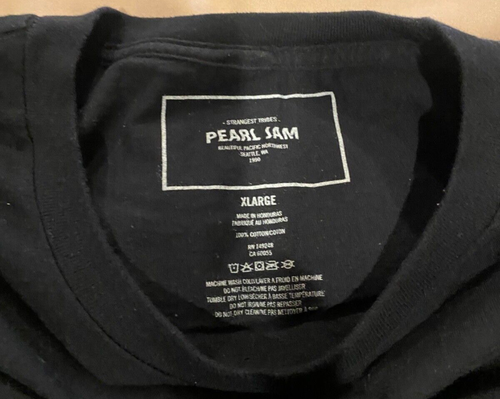 - STRANGEST TRIBES -
PEARL JAM
BEAUTIFUL PACIFIC NORTHWEST
SEATTLE, WA
1990
XLARGE
MADE IN HONDURAS
FABRIQUÉ AU HONDURAS
100% COTTON/COTON
RN 149248
CA 60055
MACHINE WASH COLD/LAVER A FROID EN MACHINE
DO NOT BLEACH/NE PAS JAVELLISER
TUMBLE DRY LOW/SÉCHER À BASSE TEMPÉRATURE
DO NOT IRON/NE PAS REPASSER
DO NOT DRY CLEAN/NE PAS NETTOYER À